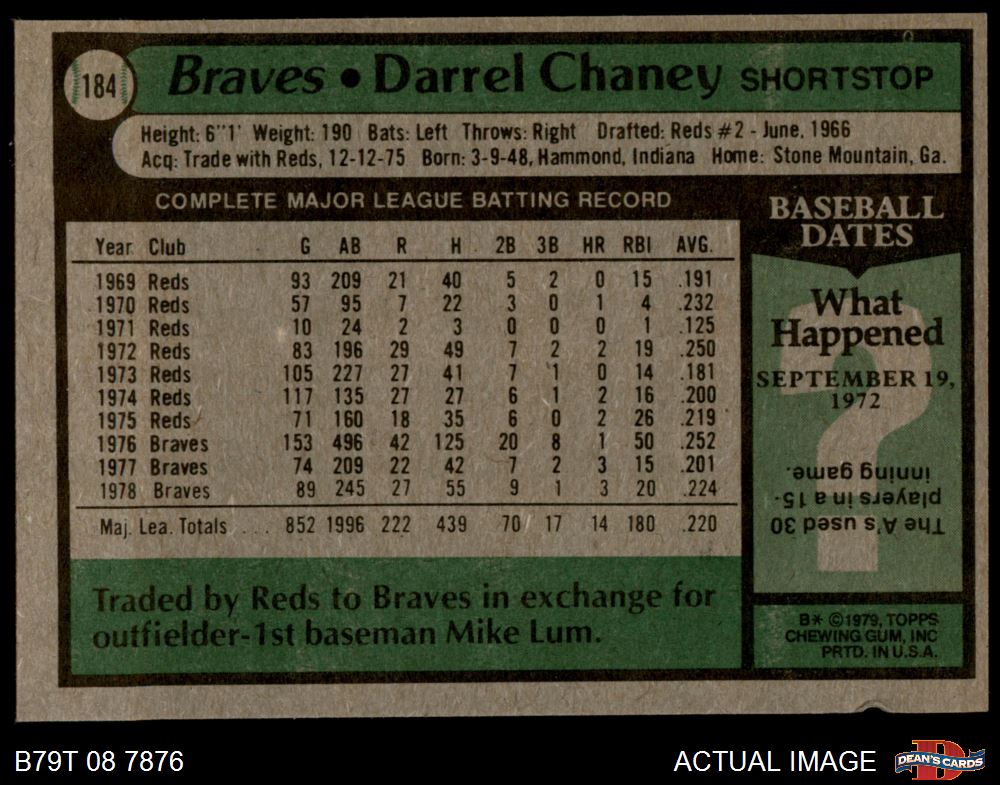 184
Braves • Darrel Chaney SHORTSTOP
Height: 6"1' Weight: 190 Bats: Left Throws: Right Drafted: Reds #2 - June, 1966
Acq: Trade with Reds, 12-12-75 Born: 3-9-48, Hammond, Indiana Home: Stone Mountain, Ga.
COMPLETE MAJOR LEAGUE BATTING RECORD
Year Club G AB R H 2B 3B HR RBI AVG.
1969 Reds 93 209 21 40 5 2 0 15 .191
1970 Reds 57 95 7 22 3 0 1 4 .232
1971 Reds 10 24 2 3 0 0 0 1 .125
1972 Reds 83 196 29 49 7 2 2 19 .250
1973 Reds 105 227 27 41 7 1 0 14 .181
1974 Reds 117 135 27 27 6 1 2 16 .200
1975 Reds 71 160 18 35 6 0 2 26 .219
1976 Braves 153 496 42 125 20 8 1 50 .252
1977 Braves 74 209 22 42 7 2 3 15 .201
1978 Braves 89 245 27 55 9 1 3 20 .224
Maj. Lea. Totals ... 852 1996 222 439 70 17 14 180 .220
Traded by Reds to Braves in exchange for
outfielder-1st baseman Mike Lum.
BASEBALL
DATES
What
Happened
SEPTEMBER 19,
1972
?
The A's used 30
players in a 15-
inning game.
B* ©1979, TOPPS
CHEWING GUM, INC
PRTD. IN U.S.A.
B79T 08 7876
ACTUAL IMAGE
DEAN'S CARDS